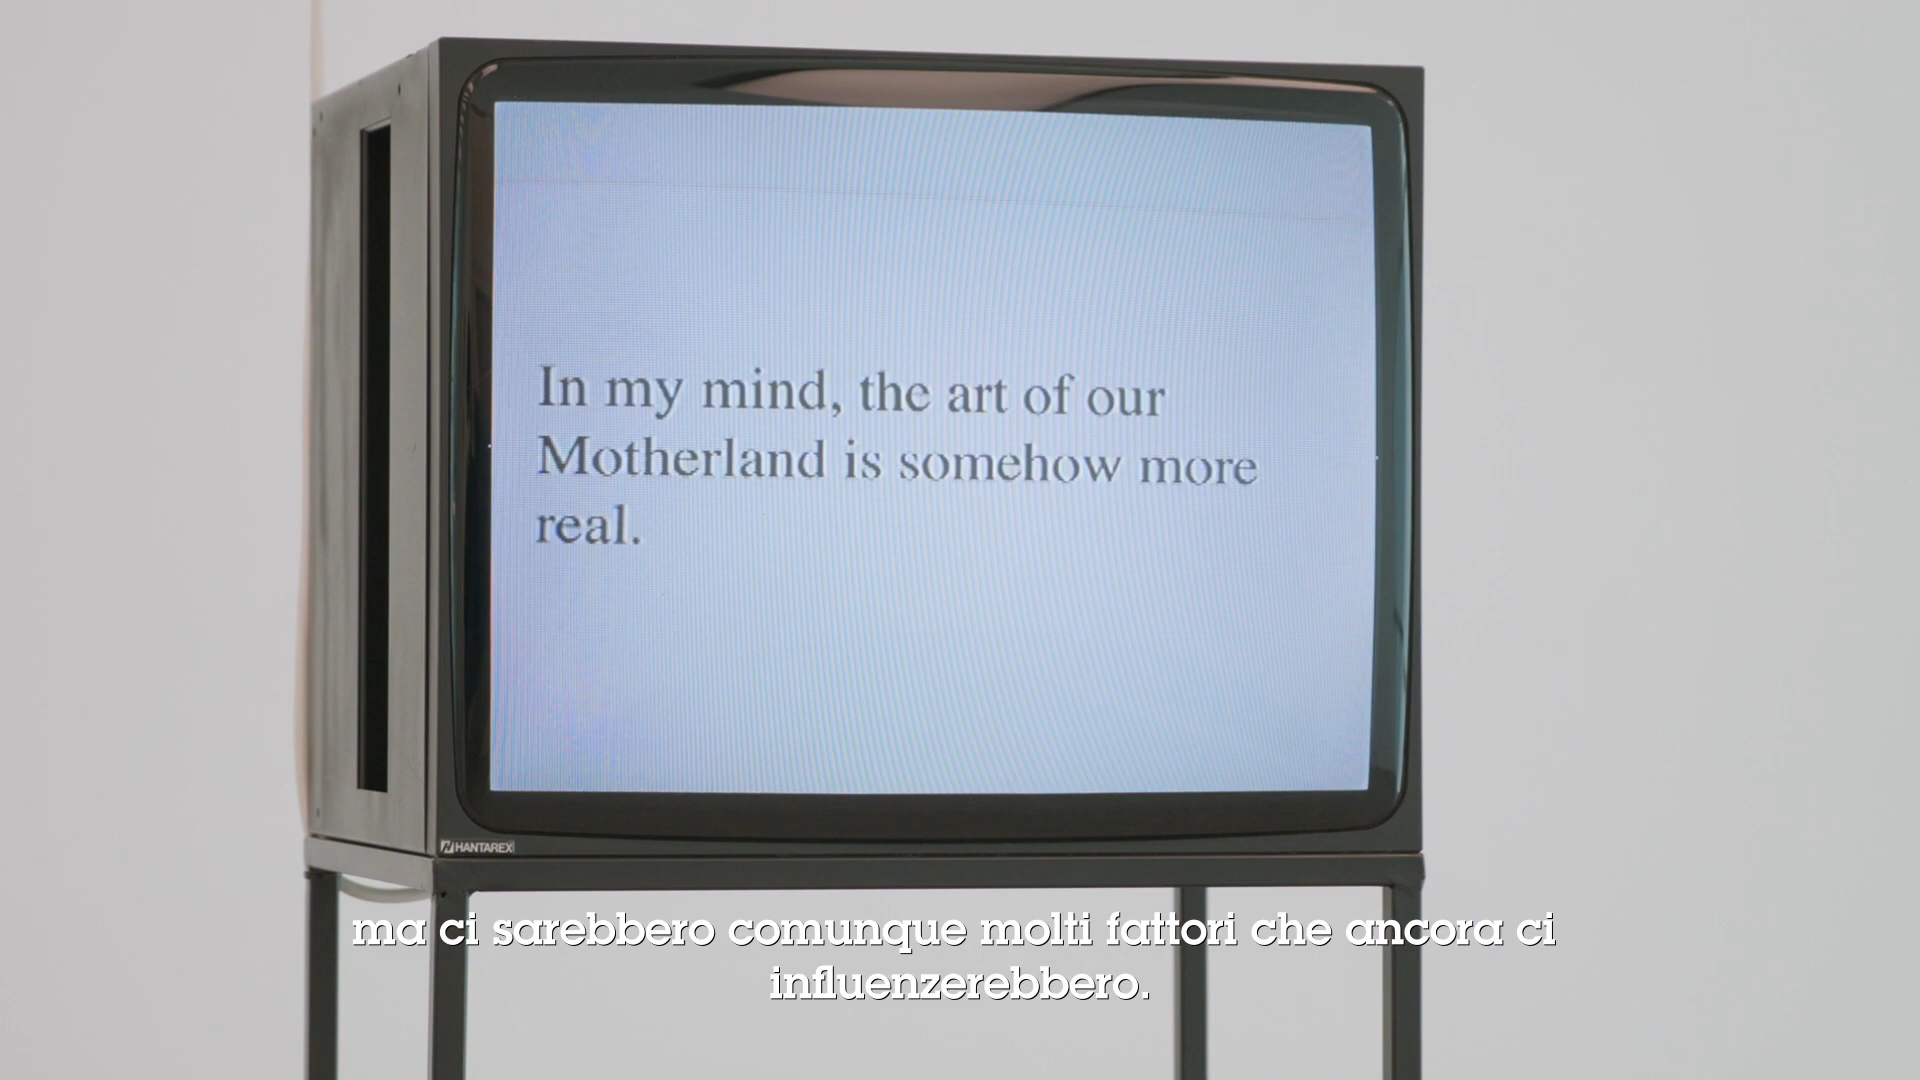 In my mind, the art of our
Motherland is somehow more
real.
HANTAREX
ma ci sarebbero comunque molti fattori che ancora ci
influenzerebbero.